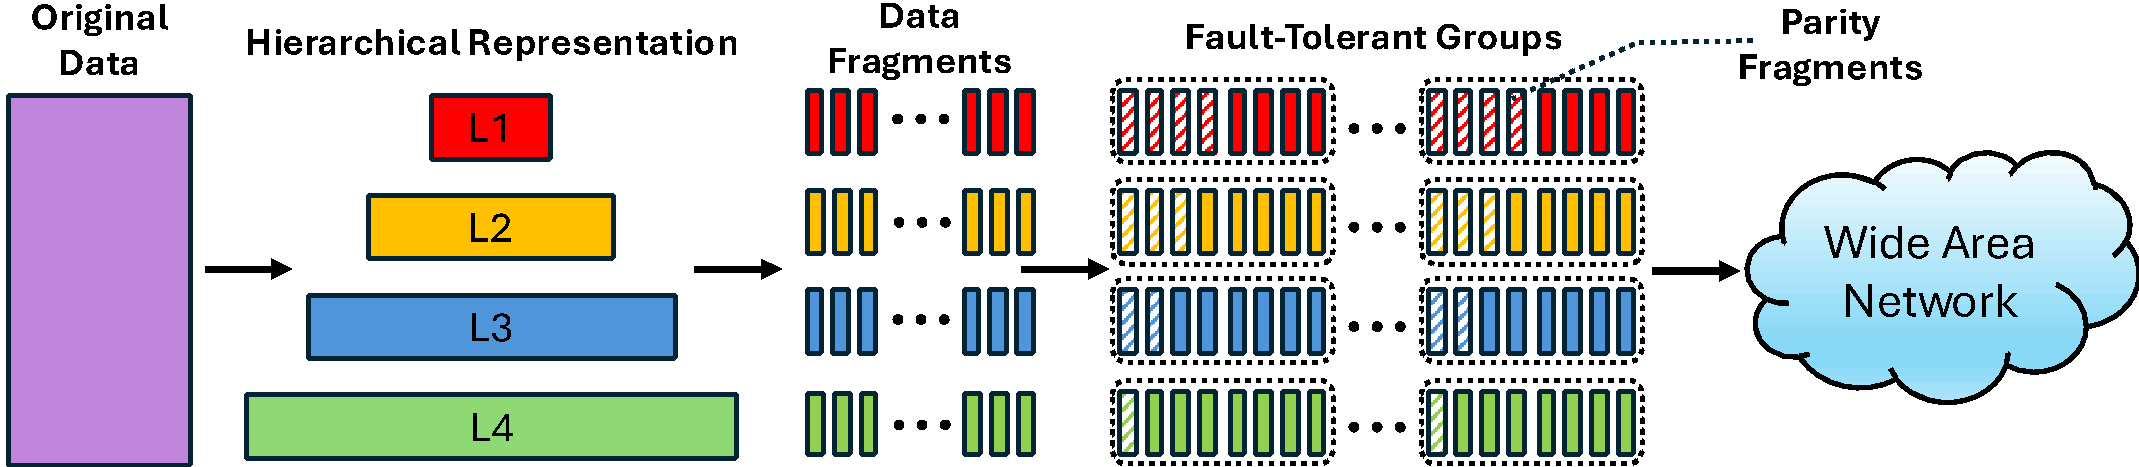 Original
Data
Hierarchical Representation
L1
L2
L3
L4
Data
Fragments
Fault-Tolerant Groups
Parity
Fragments
Wide Area
Network